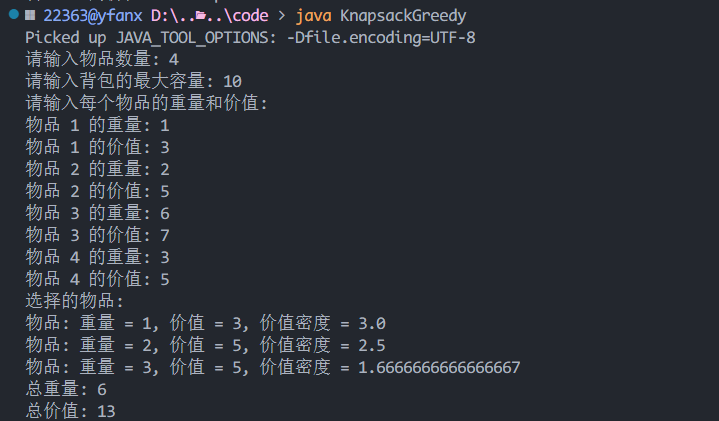 22363@yfanx D:\..\..\code > java KnapsackGreedy
Picked up JAVA_TOOL_OPTIONS: -Dfile.encoding=UTF-8
请输入物品数量: 4
请输入背包的最大容量: 10
请输入每个物品的重量和价值:
物品 1 的重量: 1
物品 1 的价值: 3
物品 2 的重量: 2
物品 2 的价值: 5
物品 3 的重量: 6
物品 3 的价值: 7
物品 4 的重量: 3
物品 4 的价值: 5
选择的物品:
物品: 重量 = 1, 价值 = 3, 价值密度 = 3.0
物品: 重量 = 2, 价值 = 5, 价值密度 = 2.5
物品: 重量 = 3, 价值 = 5, 价值密度 = 1.6666666666666667
总重量: 6
总价值: 13